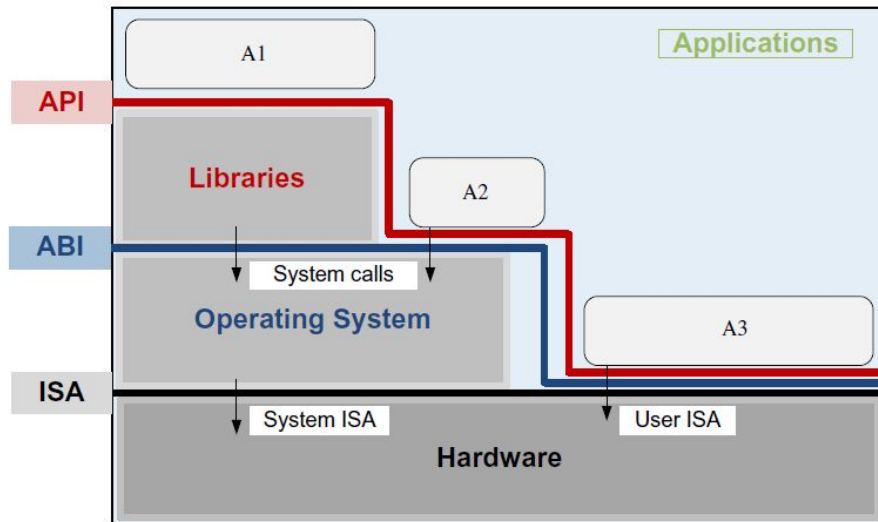 A1
Applications
API
Libraries
A2
ABI
System calls
Operating System
A3
ISA
System ISA
User ISA
Hardware